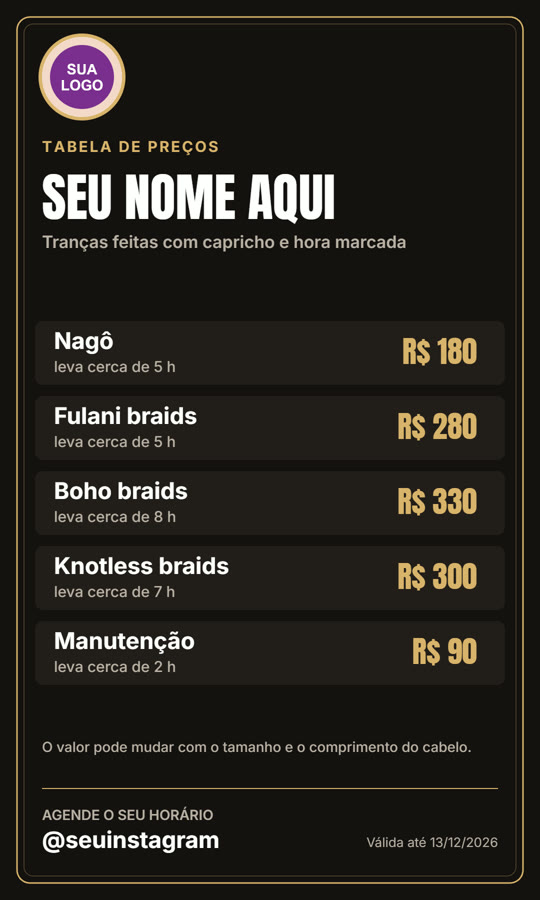 SUA
LOGO
TABELA DE PREÇOS
SEU NOME AQUI
Tranças feitas com capricho e hora marcada
Nagô
leva cerca de 5 h
R$ 180
Fulani braids
leva cerca de 5 h
R$ 280
Boho braids
leva cerca de 8 h
R$ 330
Knotless braids
leva cerca de 7 h
R$ 300
Manutenção
leva cerca de 2 h
R$ 90
O valor pode mudar com o tamanho e o comprimento do cabelo.
AGENDE O SEU HORÁRIO
@seuinstagram
Válida até 13/12/2026